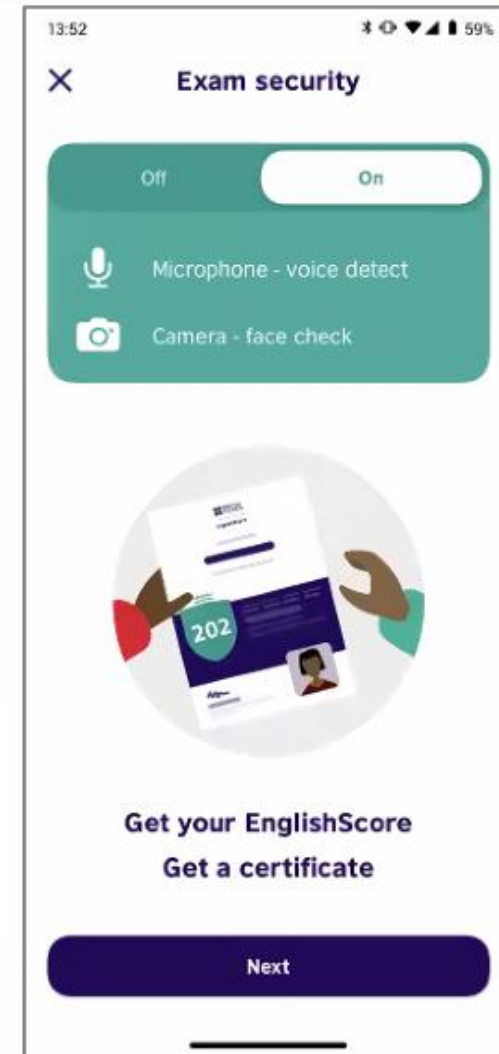 13:52 59%
Exam security
Off On
Microphone - voice detect
Camera - face check
202
Get your EnglishScore
Get a certificate
Next